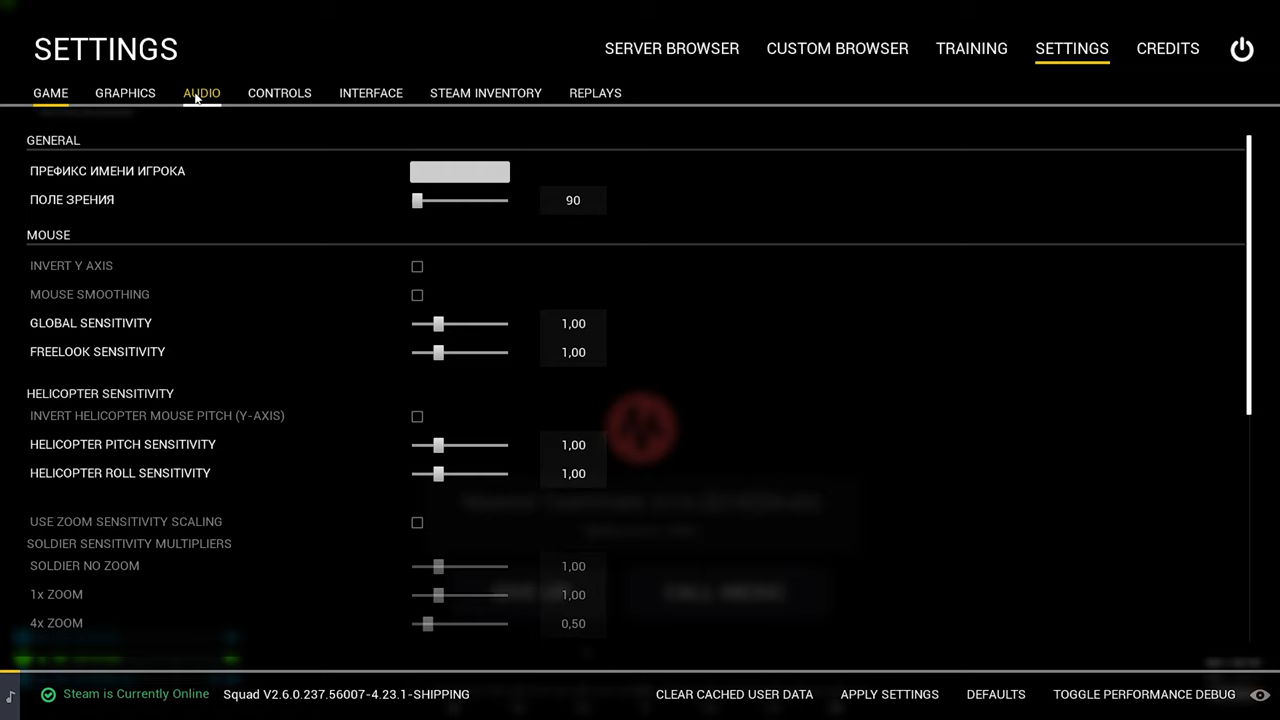 SETTINGS
SERVER BROWSER CUSTOM BROWSER TRAINING SETTINGS CREDITS
GAME GRAPHICS AUDIO CONTROLS INTERFACE STEAM INVENTORY REPLAYS
GENERAL
ПРЕФИКС ИМЕНИ ИГРОКА
ПОЛЕ ЗРЕНИЯ 90
MOUSE
INVERT Y AXIS
MOUSE SMOOTHING
GLOBAL SENSITIVITY 1,00
FREELOOK SENSITIVITY 1,00
HELICOPTER SENSITIVITY
INVERT HELICOPTER MOUSE PITCH (Y-AXIS)
HELICOPTER PITCH SENSITIVITY 1,00
HELICOPTER ROLL SENSITIVITY 1,00
USE ZOOM SENSITIVITY SCALING
SOLDIER SENSITIVITY MULTIPLIERS
SOLDIER NO ZOOM 1,00
1x ZOOM 1,00
4x ZOOM 0,50
Steam is Currently Online Squad V2.6.0.237.56007-4.23.1-SHIPPING CLEAR CACHED USER DATA APPLY SETTINGS DEFAULTS TOGGLE PERFORMANCE DEBUG